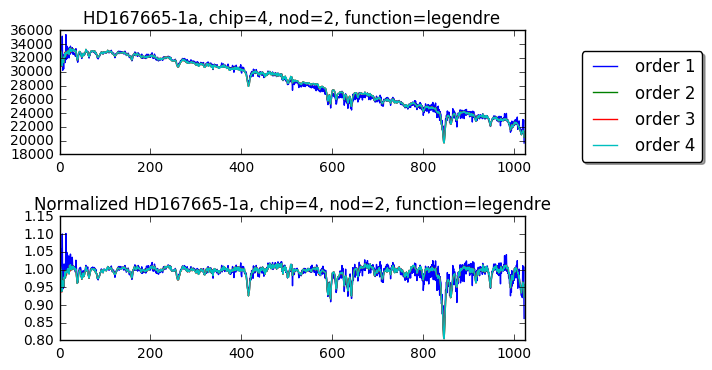 HD167665-1a, chip=4, nod=2, function=legendre
36000
34000
32000
30000
28000
26000
24000
22000
20000
18000
0 200 400 600 800 1000
order 1
order 2
order 3
order 4
Normalized HD167665-1a, chip=4, nod=2, function=legendre
1.15
1.10
1.05
1.00
0.95
0.90
0.85
0.80
0 200 400 600 800 1000